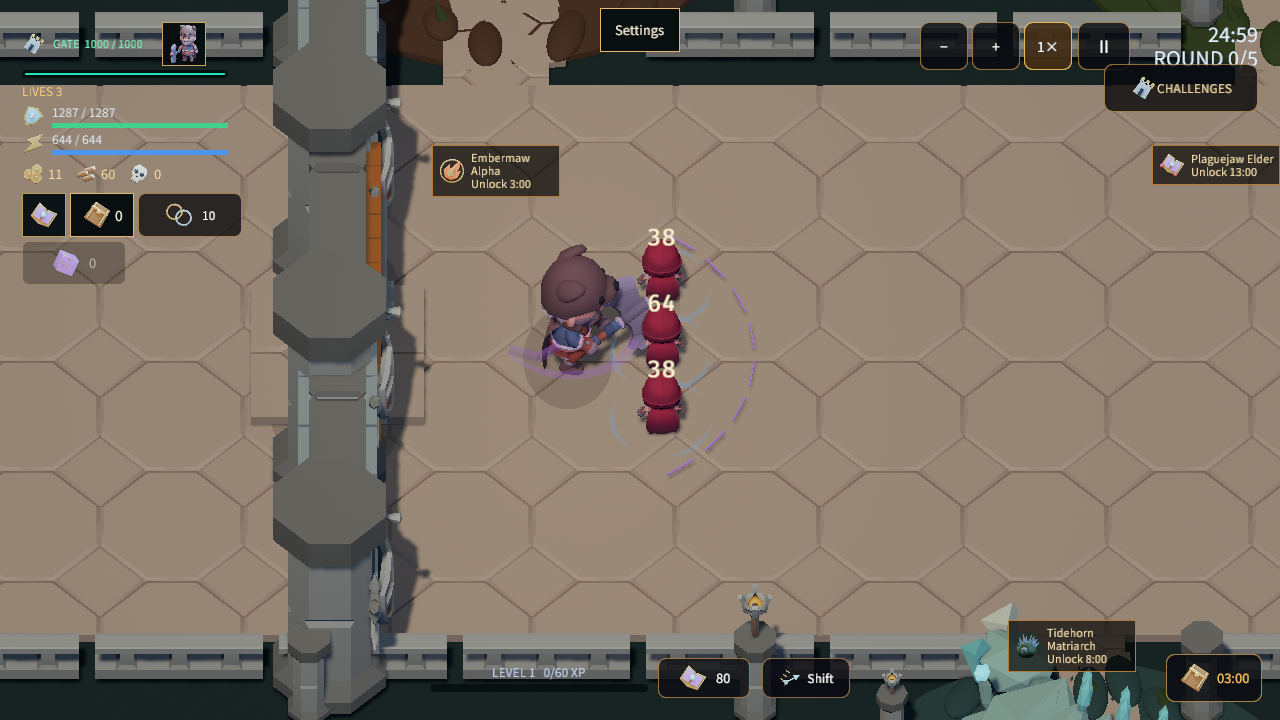 GATE 1000 / 1000
Settings
−
+
1×
24:59
ROUND 0/5
CHALLENGES
LIVES 3
1287 / 1287
644 / 644
11
60
0
0
10
0
Embermaw
Alpha
Unlock 3:00
Plaguejaw Elder
Unlock 13:00
38
64
38
Tidehorn
Matriarch
Unlock 8:00
LEVEL 1 0/60 XP
80
Shift
03:00